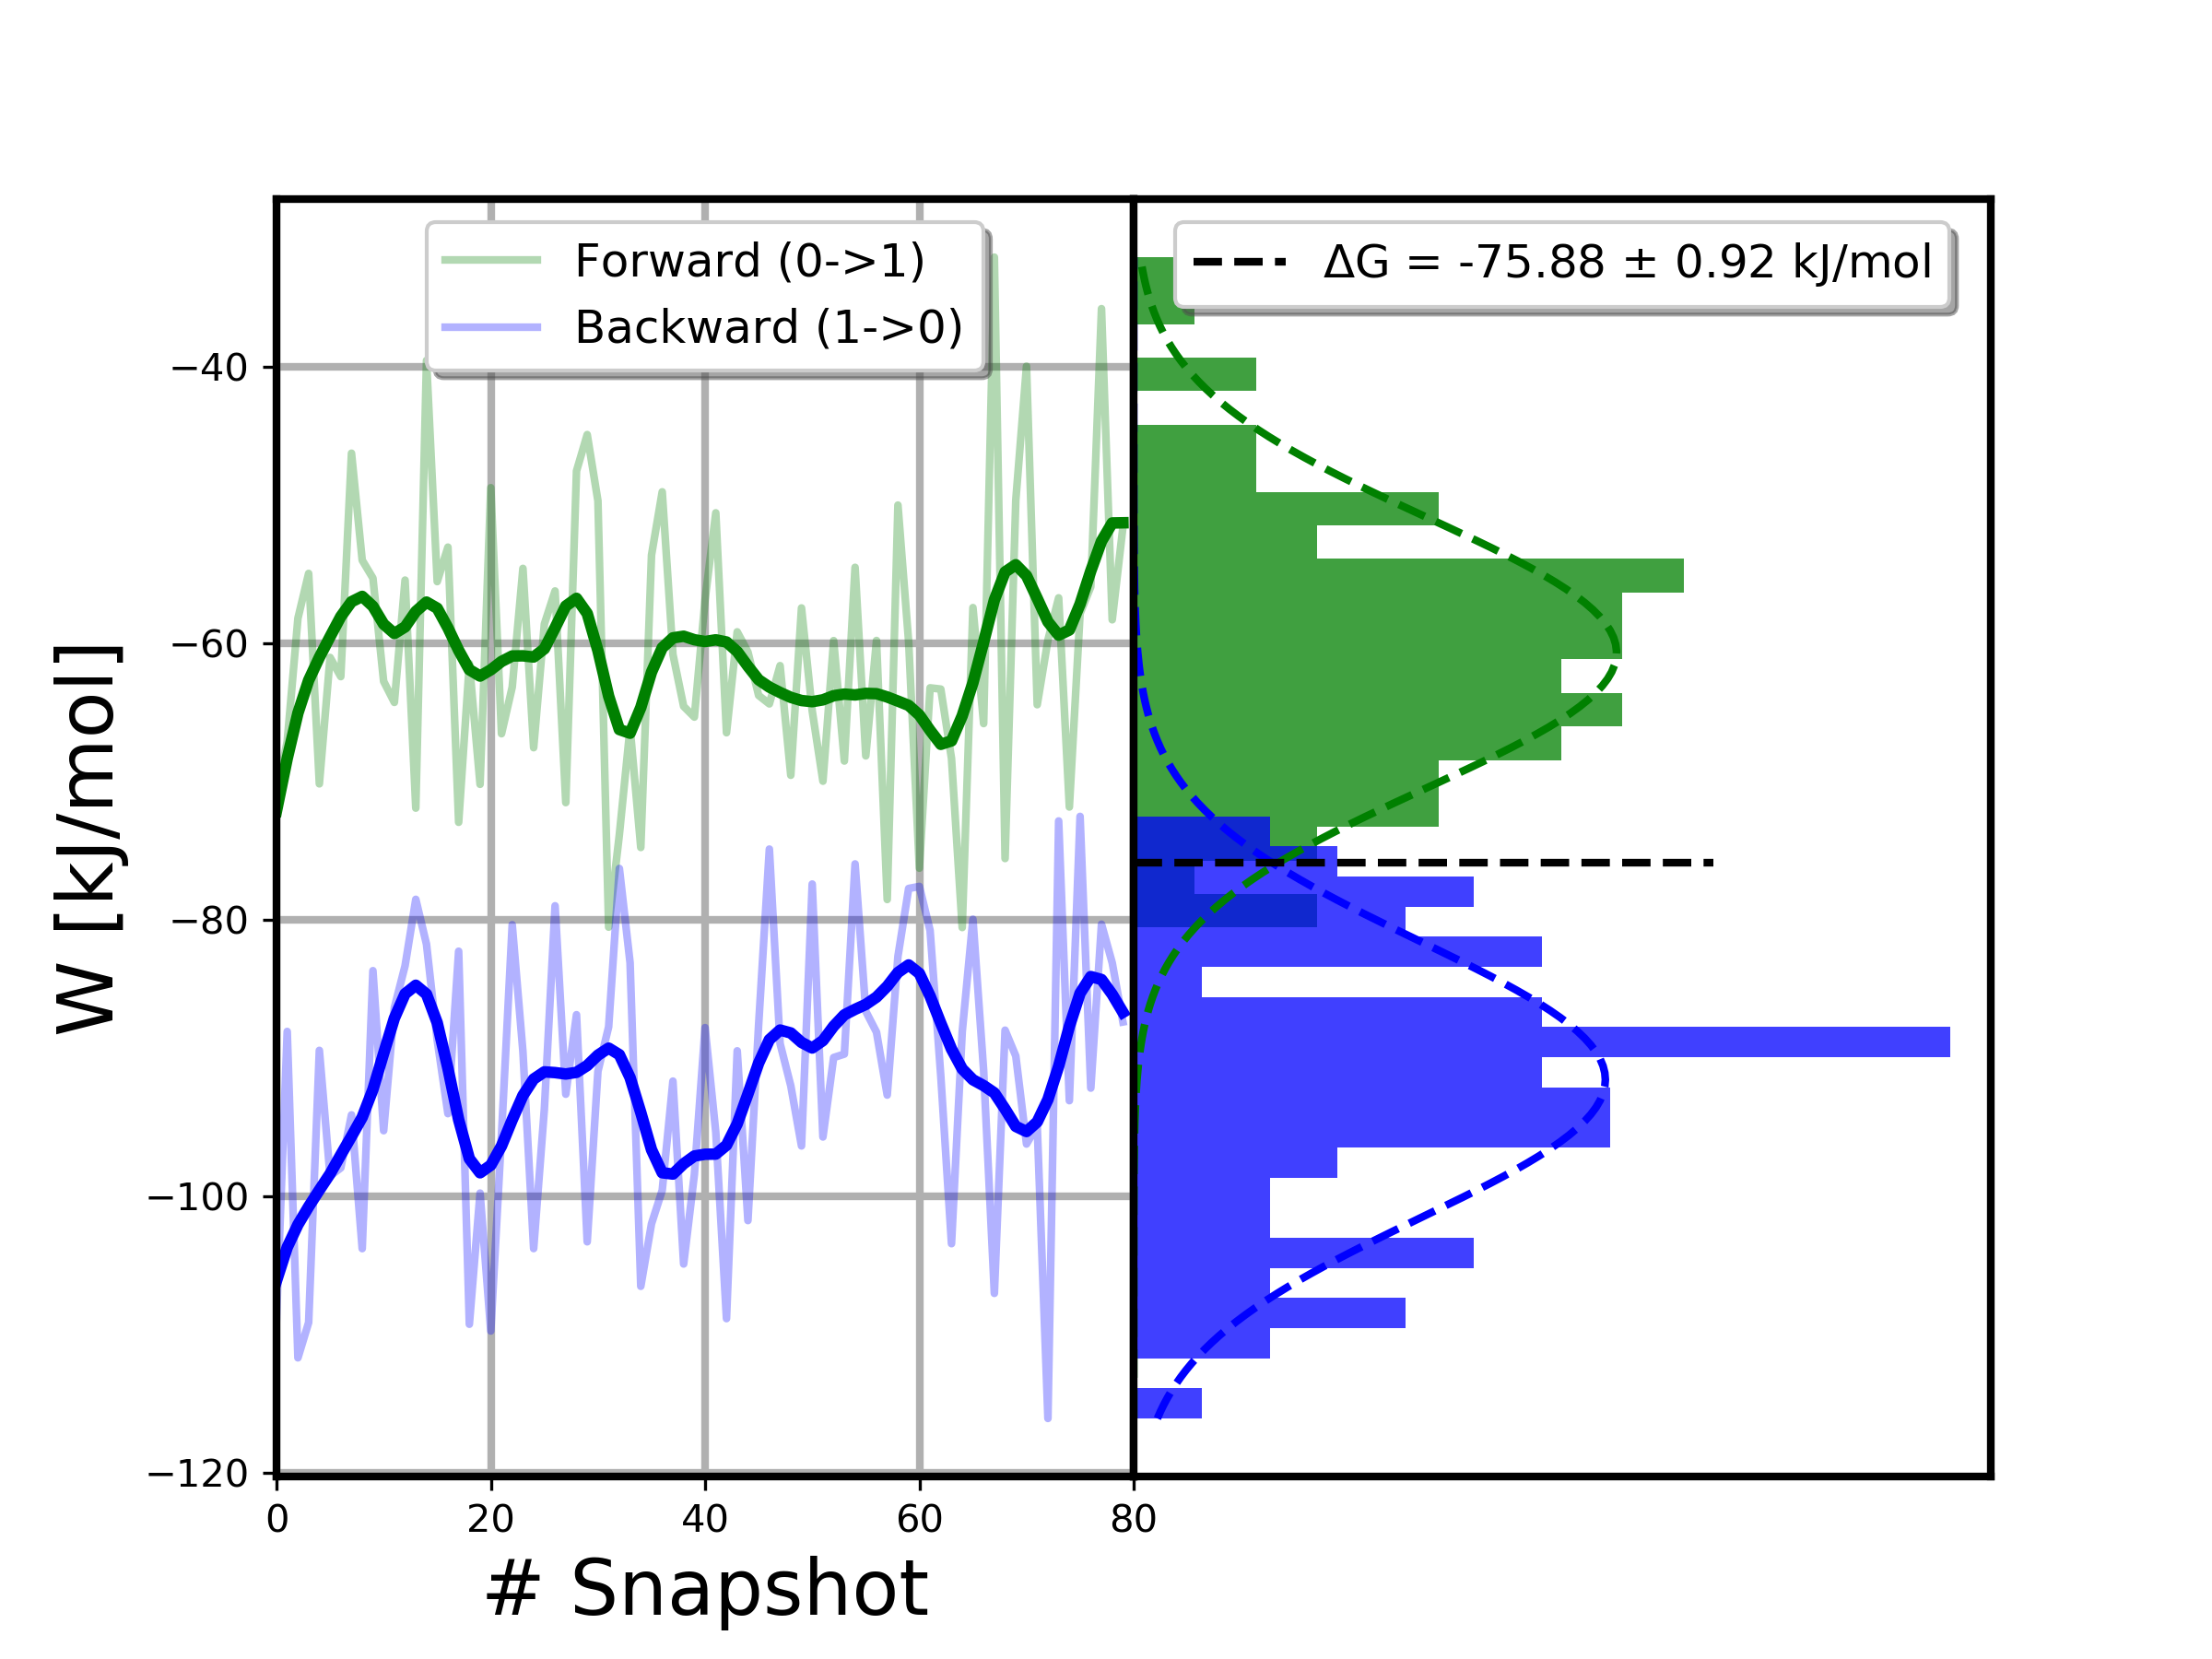 Forward (0->1)
Backward (1->0)
ΔG = -75.88 ± 0.92 kJ/mol
W [kJ/mol]
−40
−60
−80
−100
−120
0 20 40 60 80
# Snapshot